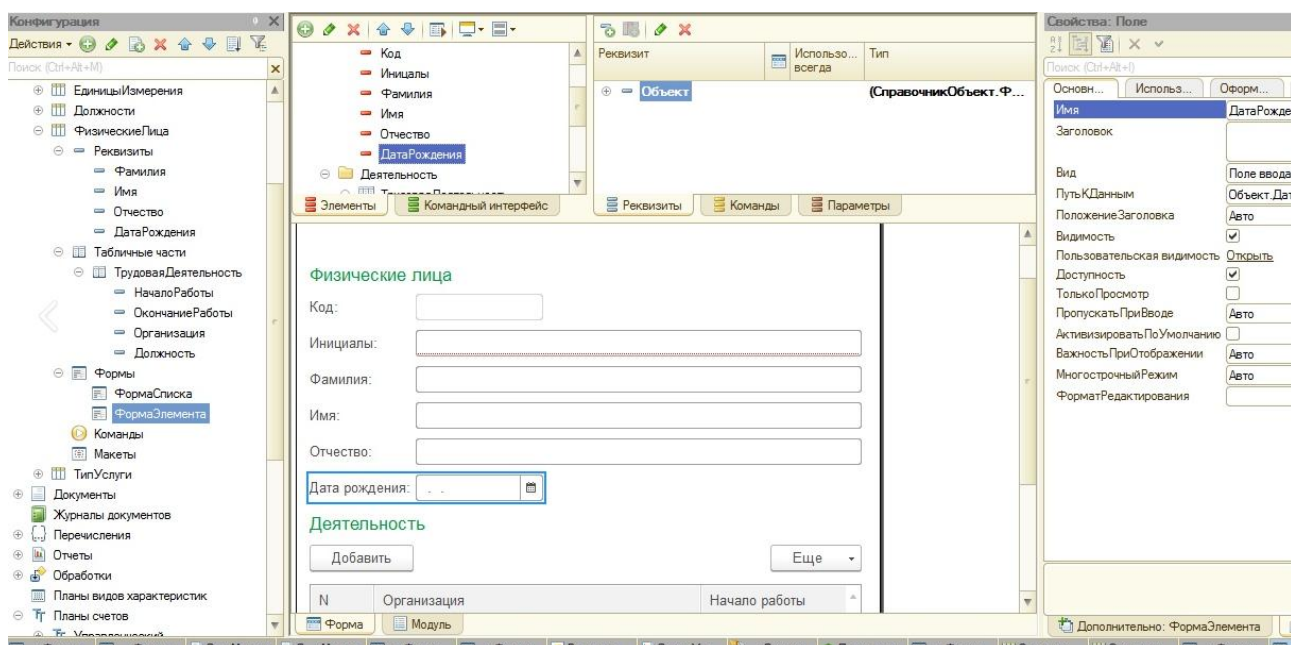 Конфигурация
Действия
Поиск (Ctrl+Alt+M)
ЕдиницыИзмерения
Должности
ФизическиеЛица
Реквизиты
Фамилия
Имя
Отчество
ДатаРождения
Табличные части
ТрудоваяДеятельность
НачалоРаботы
ОкончаниеРаботы
Организация
Должность
Формы
ФормаСписка
ФормаЭлемента
Команды
Макеты
ТипУслуги
Документы
Журналы документов
Перечисления
Отчеты
Обработки
Планы видов характеристик
Планы счетов
Код
Инициалы
Фамилия
Имя
Отчество
ДатаРождения
Деятельность
Элементы
Командный интерфейс
Реквизит
Использо... всегда
Тип
Объект
(СправочникОбъект.Ф...
Реквизиты
Команды
Параметры
Физические лица
Код:
Инициалы:
Фамилия:
Имя:
Отчество:
Дата рождения:
. .
Деятельность
Добавить
Еще
N Организация Начало работы
Форма
Модуль
Свойства: Поле
Поиск (Ctrl+Alt+I)
Основн...
Использ...
Оформ...
Имя ДатаРожде
Заголовок
Вид Поле ввода
ПутьКДанным Объект.Дат
ПоложениеЗаголовка Авто
Видимость
Пользовательская видимость Открыть
Доступность
ТолькоПросмотр
ПропускатьПриВводе Авто
АктивизироватьПоУмолчанию
ВажностьПриОтображении Авто
МногострочныйРежим Авто
ФорматРедактирования
Дополнительно: ФормаЭлемента